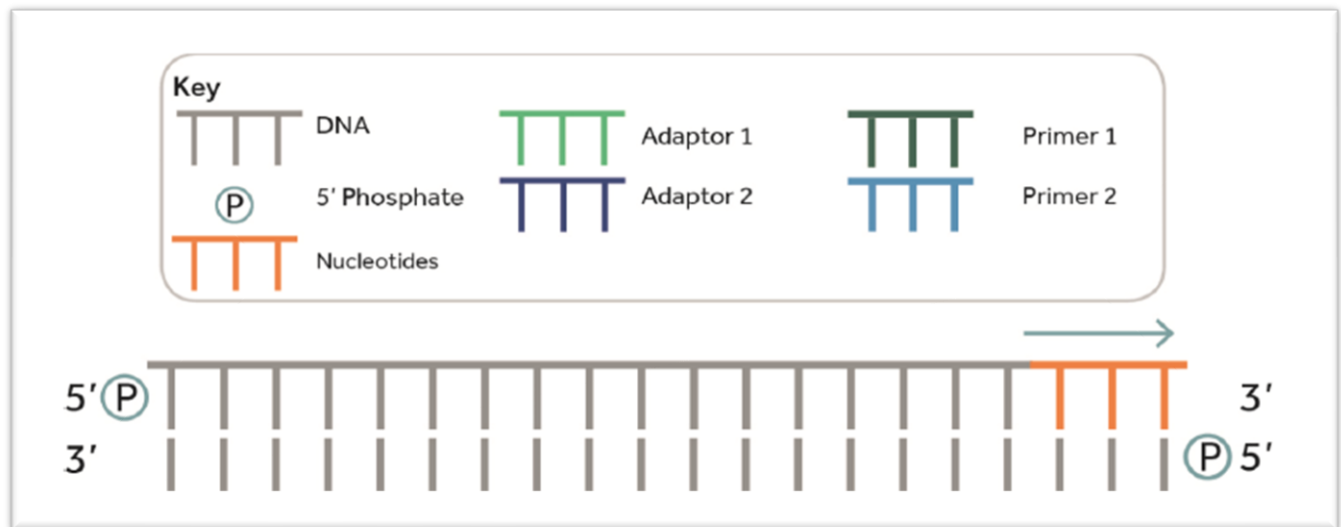 Key
DNA
Adaptor 1
Primer 1
P
5′ Phosphate
Adaptor 2
Primer 2
Nucleotides
5′ P
3′
3′
P 5′